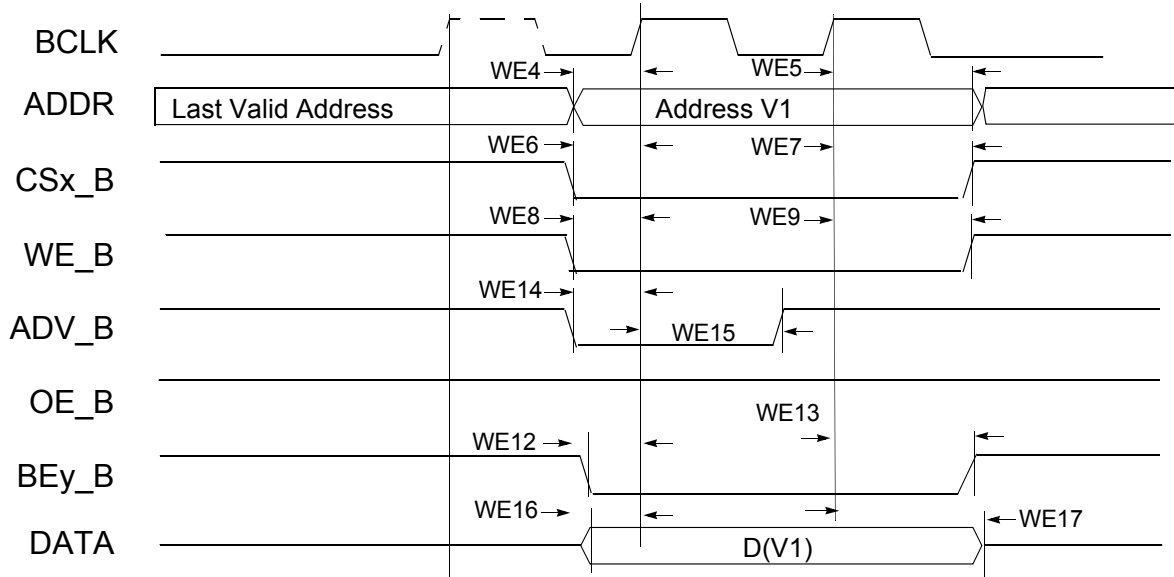 BCLK
WE4 WE5
ADDR Last Valid Address Address V1
WE6 WE7
CSx_B
WE8 WE9
WE_B
WE14
ADV_B WE15
OE_B
WE13
WE12
BEy_B
WE16 WE17
DATA D(V1)